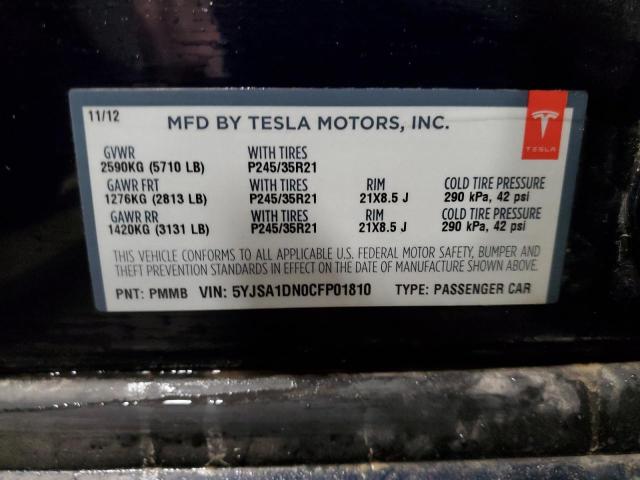 11/12
MFD BY TESLA MOTORS, INC.
TESLA
GVWR WITH TIRES
2590KG (5710 LB) P245/35R21
GAWR FRT WITH TIRES RIM COLD TIRE PRESSURE
1276KG (2813 LB) P245/35R21 21X8.5 J 290 kPa, 42 psi
GAWR RR WITH TIRES RIM COLD TIRE PRESSURE
1420KG (3131 LB) P245/35R21 21X8.5 J 290 kPa, 42 psi
THIS VEHICLE CONFORMS TO ALL APPLICABLE U.S. FEDERAL MOTOR SAFETY, BUMPER AND
THEFT PREVENTION STANDARDS IN EFFECT ON THE DATE OF MANUFACTURE SHOWN ABOVE.
PNT: PMMB VIN: 5YJSA1DN0CFP01810 TYPE: PASSENGER CAR